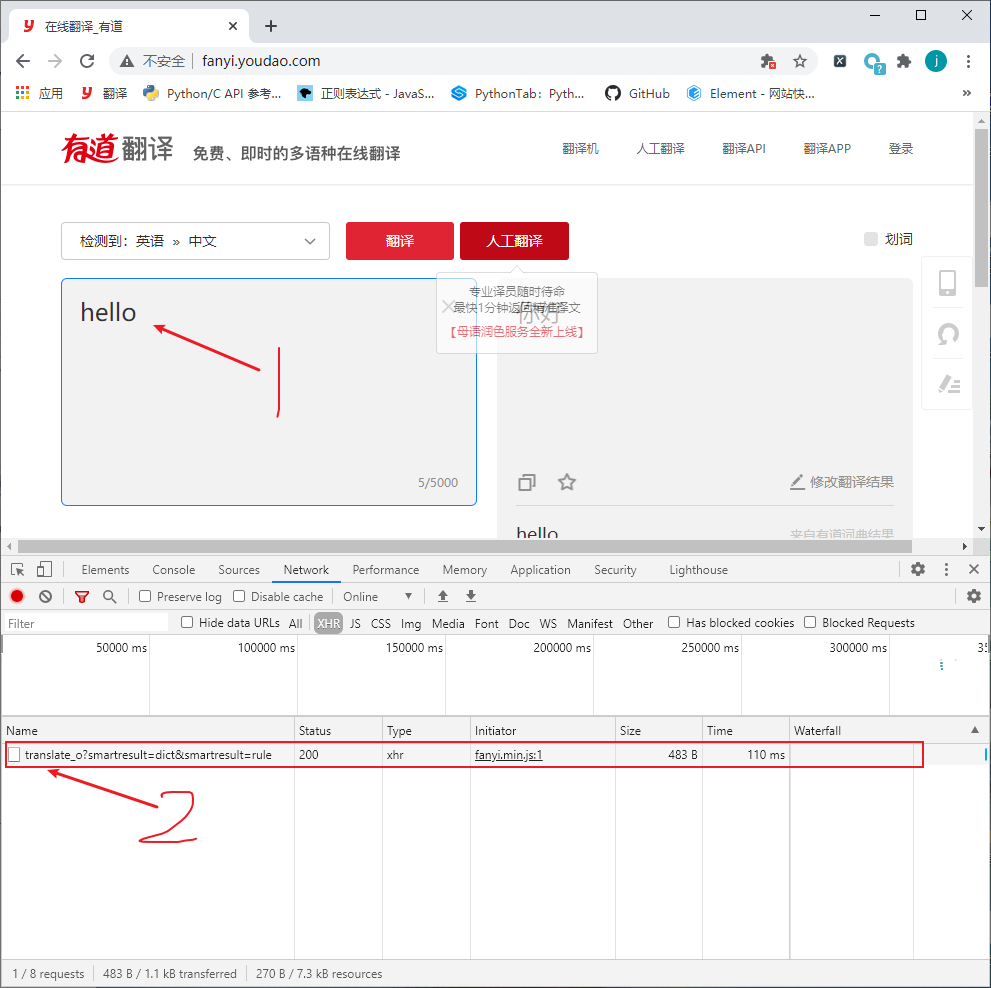 在线翻译_有道
不安全 fanyi.youdao.com
应用 翻译 Python/C API 参考... 正则表达式 - JavaS... PythonTab：Pyth... GitHub Element - 网站快... »
有道翻译 免费、即时的多语种在线翻译 翻译机 人工翻译 翻译API 翻译APP 登录
检测到：英语 » 中文 翻译 人工翻译 划词
专业译员随时待命
最快1分钟返回精准译文
【母语润色服务全新上线】
hello 你好
1
5/5000 修改翻译结果
hello 来自有道词典结果
Elements Console Sources Network Performance Memory Application Security Lighthouse
Preserve log Disable cache Online
Filter Hide data URLs All XHR JS CSS Img Media Font Doc WS Manifest Other Has blocked cookies Blocked Requests
50000 ms 100000 ms 150000 ms 200000 ms 250000 ms 300000 ms
Name Status Type Initiator Size Time Waterfall
translate_o?smartresult=dict&smartresult=rule 200 xhr fanyi.min.js:1 483 B 110 ms
2
1 / 8 requests 483 B / 1.1 kB transferred 270 B / 7.3 kB resources